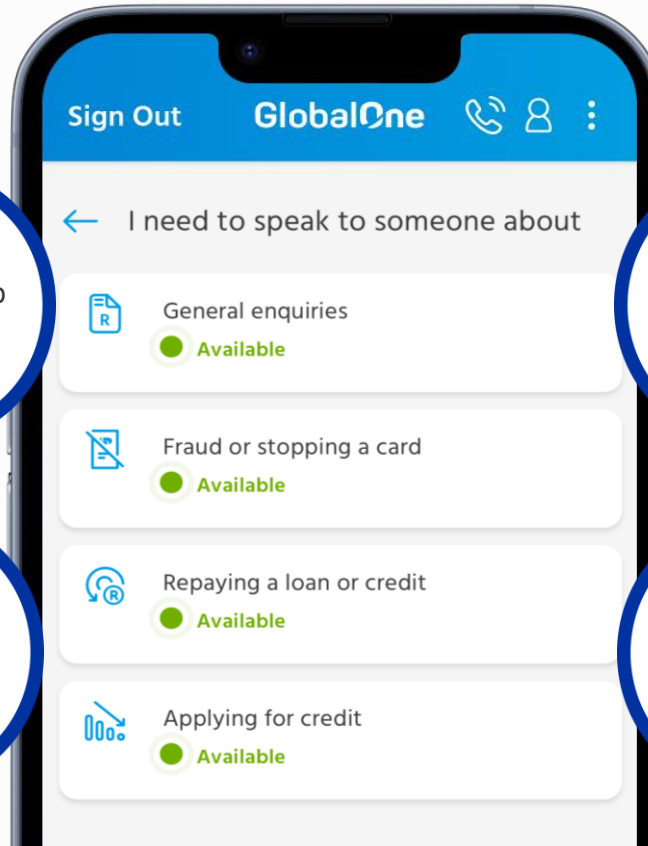 Sign Out
GlobalOne
I need to speak to someone about
R
General enquiries
Available
Fraud or stopping a card
Available
R
Repaying a loan or credit
Available
Applying for credit
Available